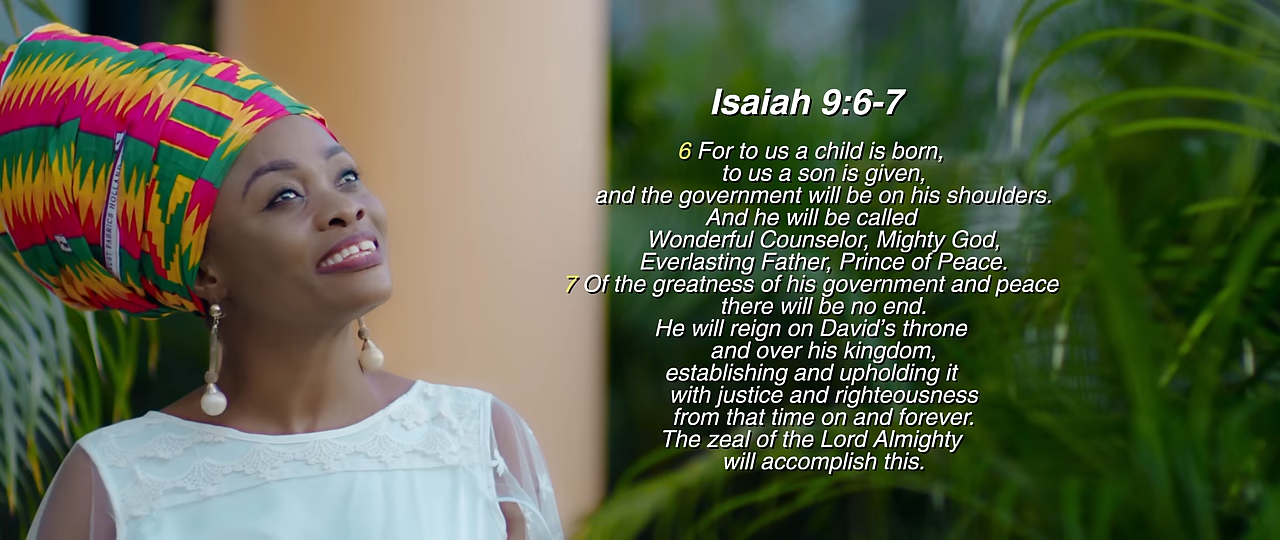 Isaiah 9:6-7
6 For to us a child is born,
to us a son is given,
and the government will be on his shoulders.
And he will be called
Wonderful Counselor, Mighty God,
Everlasting Father, Prince of Peace.
7 Of the greatness of his government and peace
there will be no end.
He will reign on David’s throne
and over his kingdom,
establishing and upholding it
with justice and righteousness
from that time on and forever.
The zeal of the Lord Almighty
will accomplish this.
FABRICS HOLLAND